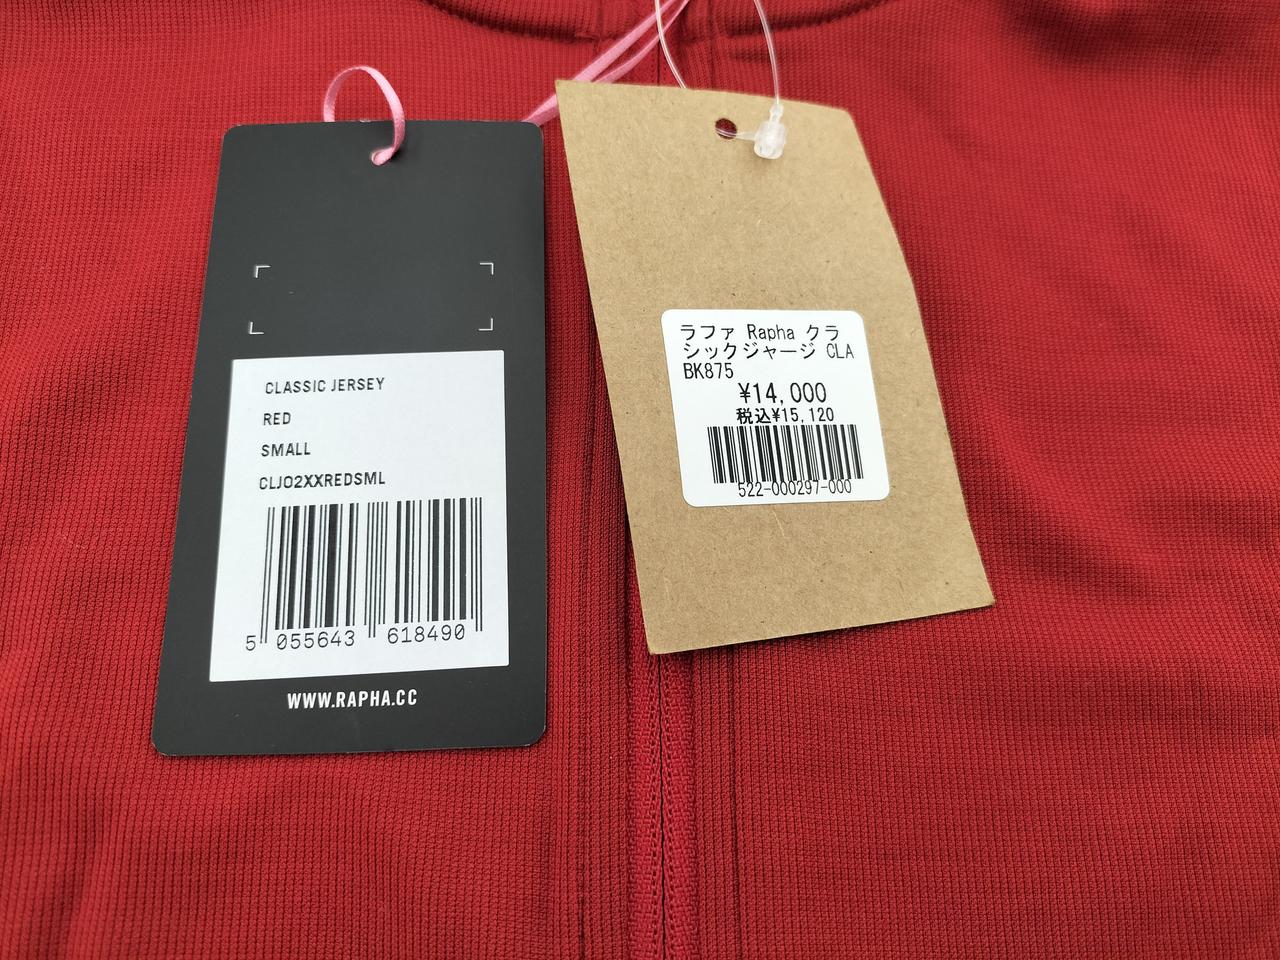 CLASSIC JERSEY
RED
SMALL
CLJ02XXREDSML
5 055643 618490
WWW.RAPHA.CC
ラファ Rapha クラ
シックジャージ CLA
BK875
¥14,000
税込¥15,120
522-000297-000